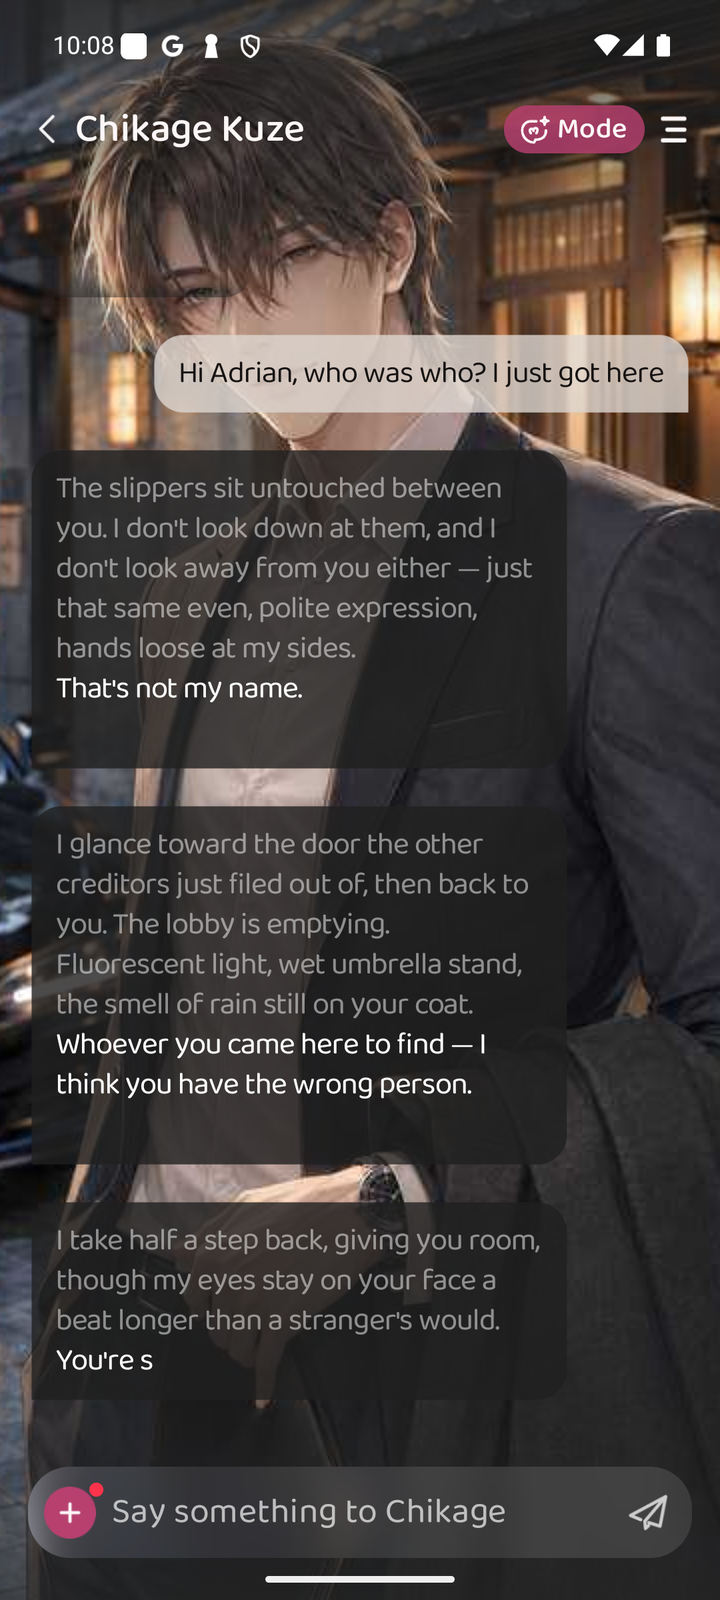 10:08
Chikage Kuze
Mode
Hi Adrian, who was who? I just got here
The slippers sit untouched between
you. I don't look down at them, and I
don't look away from you either — just
that same even, polite expression,
hands loose at my sides.
That's not my name.
I glance toward the door the other
creditors just filed out of, then back to
you. The lobby is emptying.
Fluorescent light, wet umbrella stand,
the smell of rain still on your coat.
Whoever you came here to find — I
think you have the wrong person.
I take half a step back, giving you room,
though my eyes stay on your face a
beat longer than a stranger's would.
You're s
Say something to Chikage